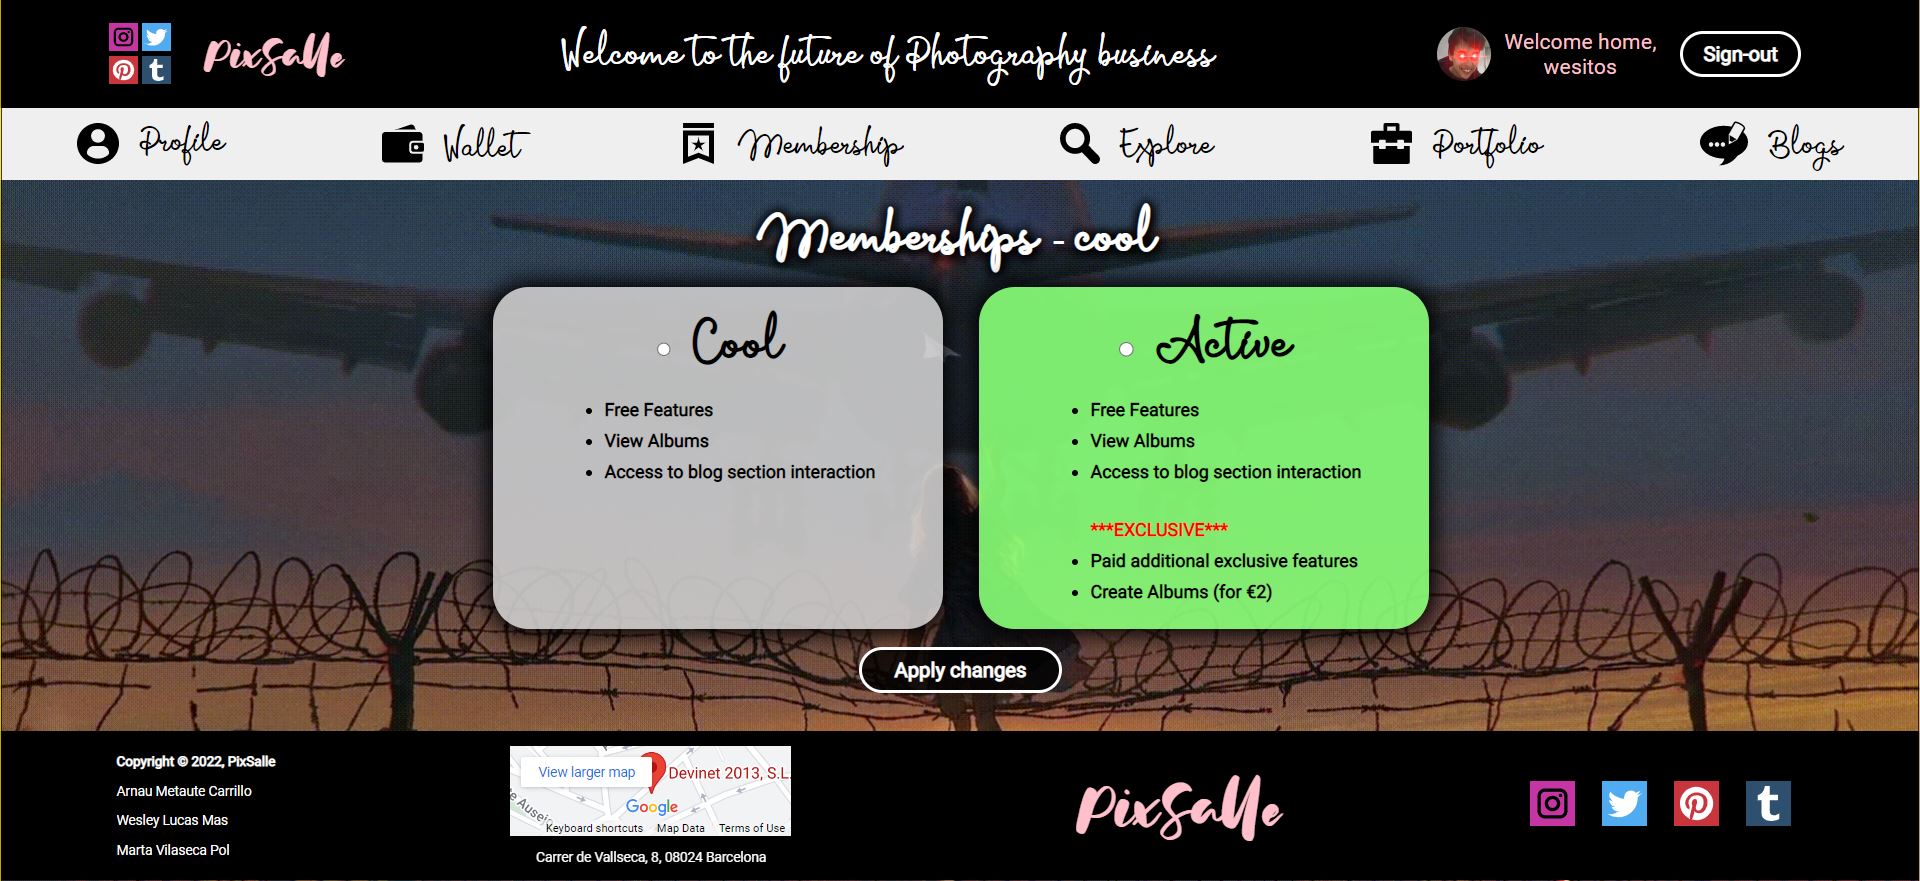 PixSalle
Welcome to the future of Photography business
Welcome home,
wesitos
Sign-out
Profile
Wallet
Membership
Explore
Portfolio
Blogs
Memberships - cool
Cool
• Free Features
• View Albums
• Access to blog section interaction
Active
• Free Features
• View Albums
• Access to blog section interaction
***EXCLUSIVE***
• Paid additional exclusive features
• Create Albums (for €2)
Apply changes
Copyright © 2022, PixSalle
Arnau Metaute Carrillo
Wesley Lucas Mas
Marta Vilaseca Pol
View larger map
Devinet 2013, S.L.
Google
Keyboard shortcuts
Map Data
Terms of Use
Carrer de Vallseca, 8, 08024 Barcelona
PixSalle